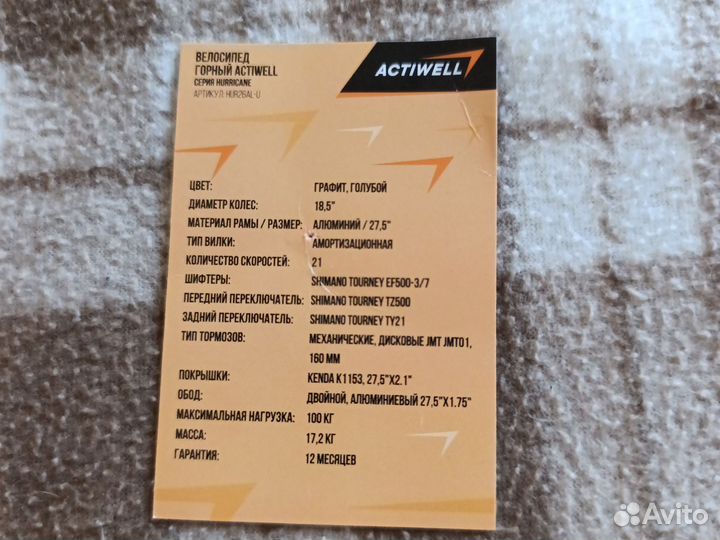 ВЕЛОСИПЕД
ГОРНЫЙ ACTIWELL
СЕРИЯ HURRICANE
АРТИКУЛ: HUR26AL-U
ACTIWELL
ЦВЕТ: ГРАФИТ, ГОЛУБОЙ
ДИАМЕТР КОЛЕС: 18,5"
МАТЕРИАЛ РАМЫ / РАЗМЕР: АЛЮМИНИЙ / 27,5"
ТИП ВИЛКИ: АМОРТИЗАЦИОННАЯ
КОЛИЧЕСТВО СКОРОСТЕЙ: 21
ШИФТЕРЫ: SHIMANO TOURNEY EF500-3/7
ПЕРЕДНИЙ ПЕРЕКЛЮЧАТЕЛЬ: SHIMANO TOURNEY TZ500
ЗАДНИЙ ПЕРЕКЛЮЧАТЕЛЬ: SHIMANO TOURNEY TY21
ТИП ТОРМОЗОВ: МЕХАНИЧЕСКИЕ, ДИСКОВЫЕ JMT JMT01,
160 ММ
ПОКРЫШКИ: KENDA K1153, 27,5"X2.1"
ОБОД: ДВОЙНОЙ, АЛЮМИНИЕВЫЙ 27,5"X1.75"
МАКСИМАЛЬНАЯ НАГРУЗКА: 100 КГ
МАССА: 17,2 КГ
ГАРАНТИЯ: 12 МЕСЯЦЕВ
Avito